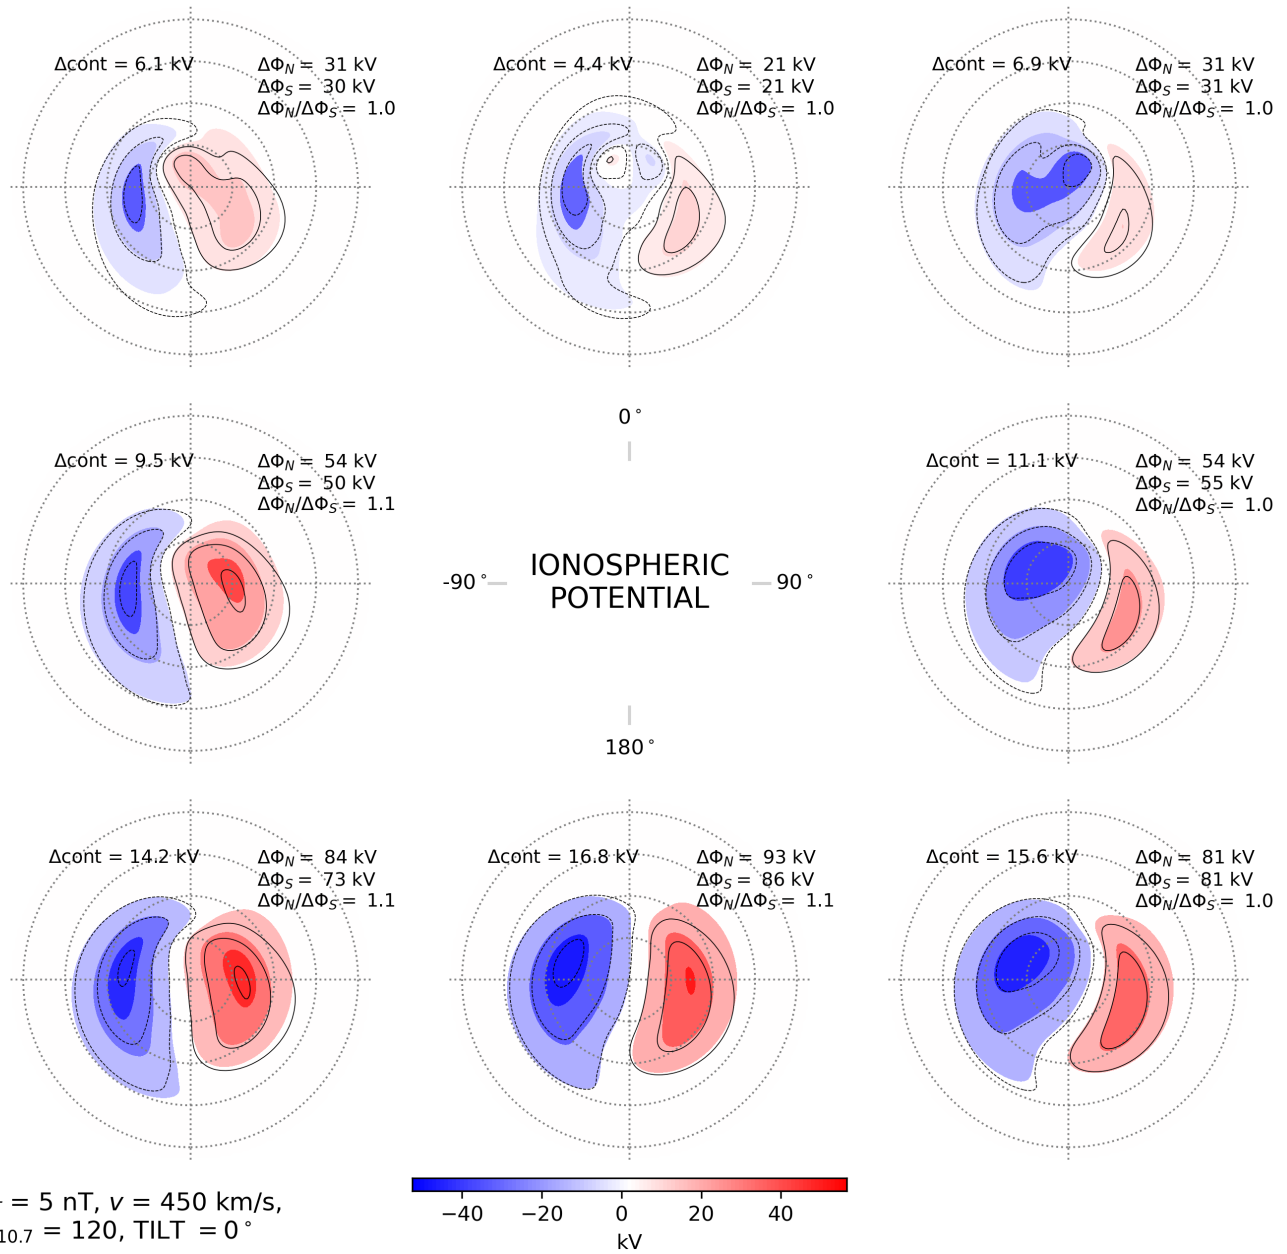 Δcont = 6.1 kV
ΔΦ_N = 31 kV
ΔΦ_S = 30 kV
ΔΦ_N/ΔΦ_S = 1.0
Δcont = 4.4 kV
ΔΦ_N = 21 kV
ΔΦ_S = 21 kV
ΔΦ_N/ΔΦ_S = 1.0
Δcont = 6.9 kV
ΔΦ_N = 31 kV
ΔΦ_S = 31 kV
ΔΦ_N/ΔΦ_S = 1.0
Δcont = 9.5 kV
ΔΦ_N = 54 kV
ΔΦ_S = 50 kV
ΔΦ_N/ΔΦ_S = 1.1
0°
-90°
IONOSPHERIC
POTENTIAL
90°
180°
Δcont = 11.1 kV
ΔΦ_N = 54 kV
ΔΦ_S = 55 kV
ΔΦ_N/ΔΦ_S = 1.0
Δcont = 14.2 kV
ΔΦ_N = 84 kV
ΔΦ_S = 73 kV
ΔΦ_N/ΔΦ_S = 1.1
Δcont = 16.8 kV
ΔΦ_N = 93 kV
ΔΦ_S = 86 kV
ΔΦ_N/ΔΦ_S = 1.1
Δcont = 15.6 kV
ΔΦ_N = 81 kV
ΔΦ_S = 81 kV
ΔΦ_N/ΔΦ_S = 1.0
= 5 nT, v = 450 km/s,
10.7 = 120, TILT = 0°
−40 −20 0 20 40
kV